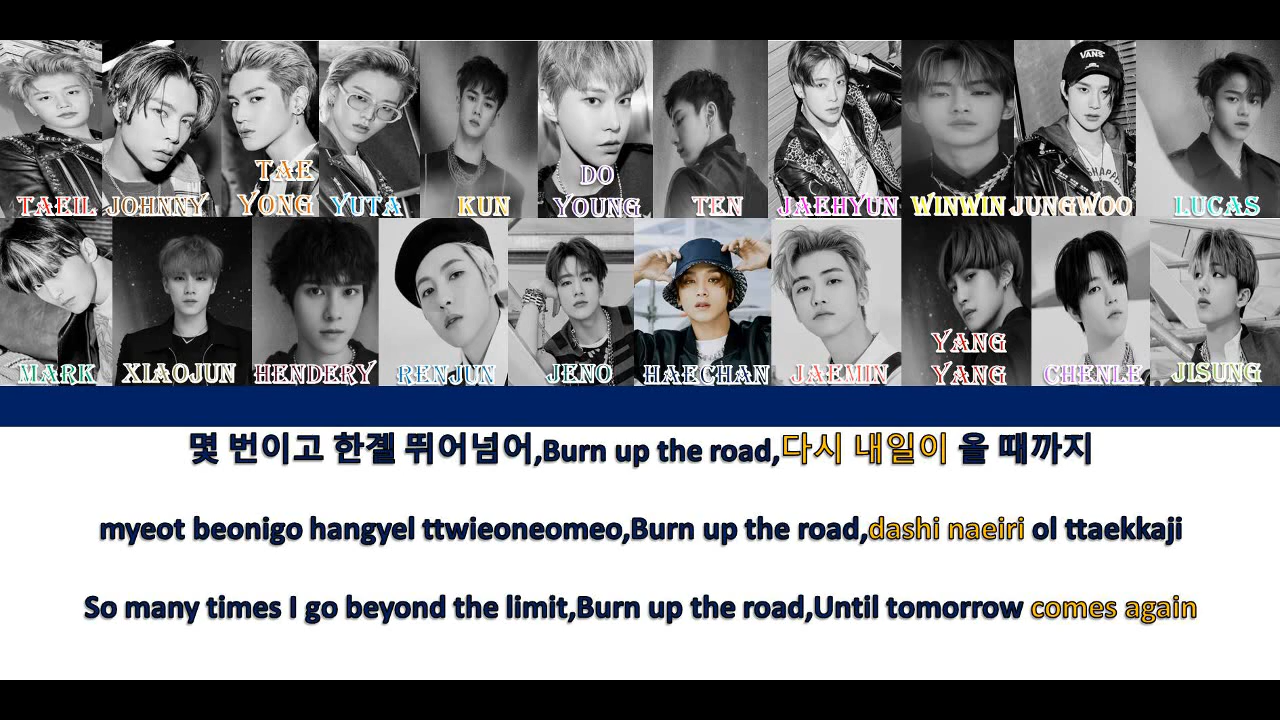 TAEIL JOHNNY TAE YONG YUTA KUN DO YOUNG TEN JAEHYUN WINWIN JUNGWOO LUCAS
VANS
MARK XIAOJUN HENDERY RENJUN JENO HAECHAN JAEMIN YANG YANG CHENLE JISUNG
몇 번이고 한곌 뛰어넘어,Burn up the road,다시 내일이 올 때까지
myeot beonigo hangyel ttwieoneomeo,Burn up the road,dashi naeiri ol ttaekkaji
So many times I go beyond the limit,Burn up the road,Until tomorrow comes again